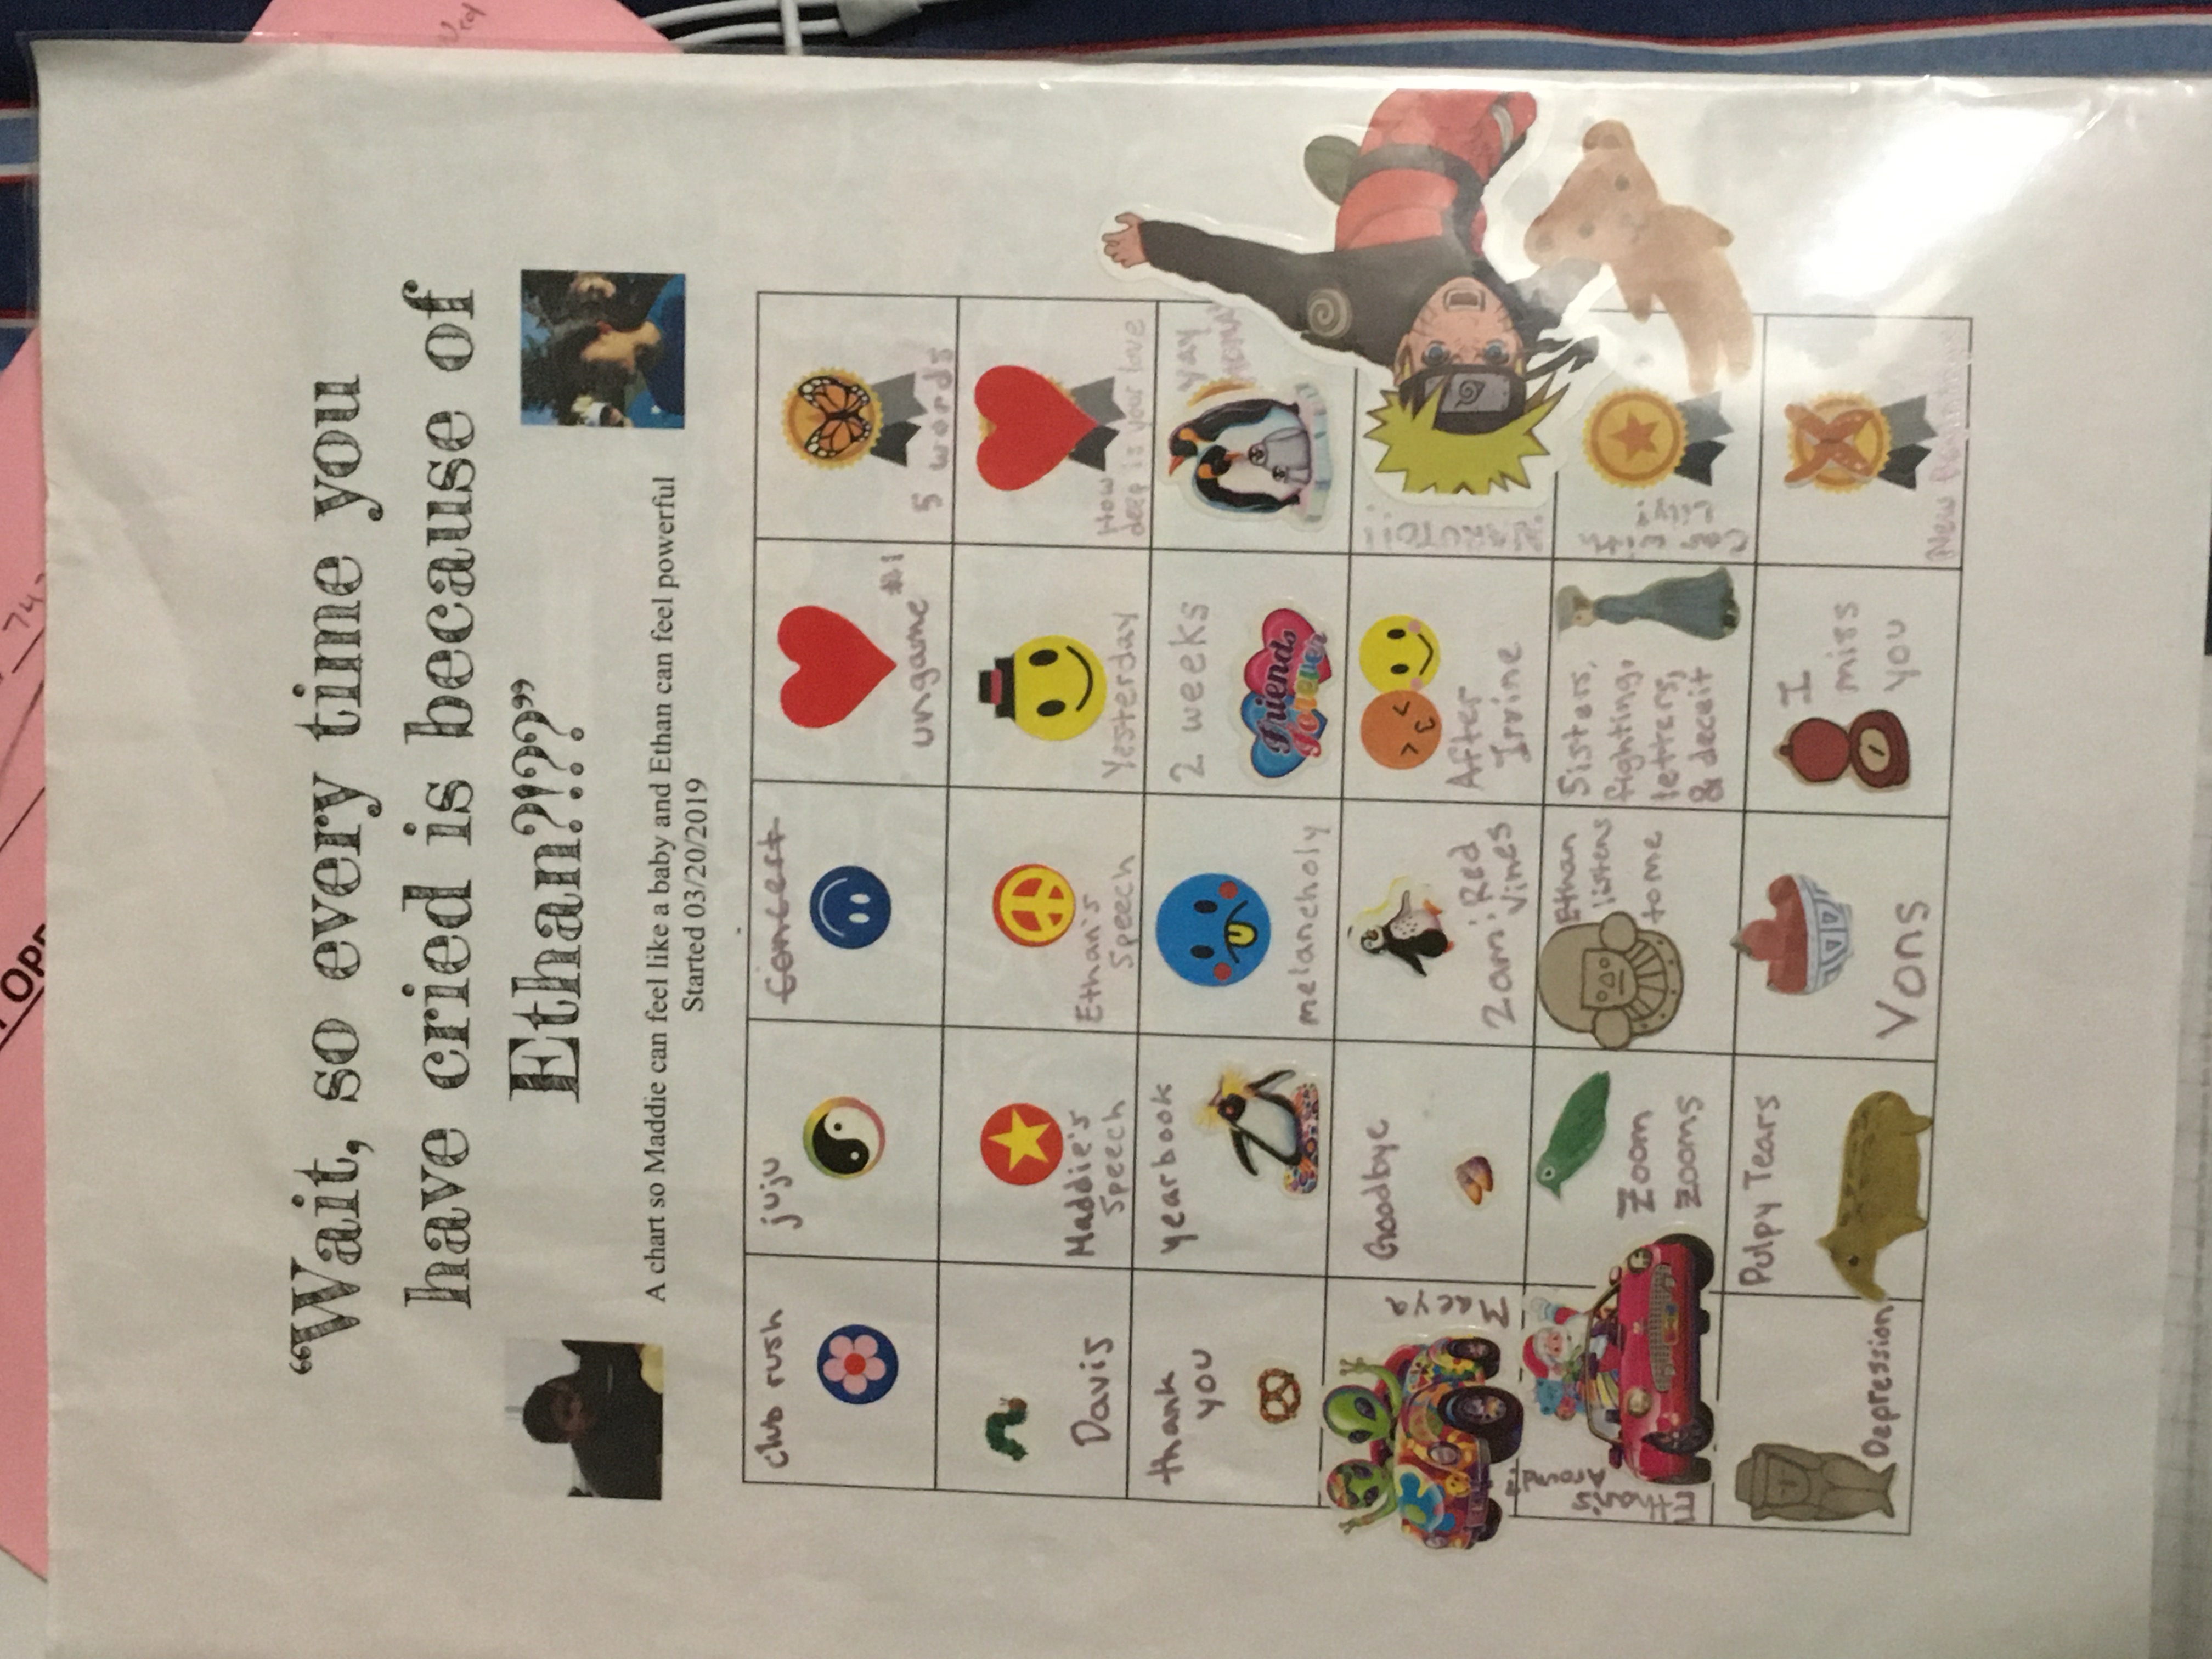 OPE
747
"Wait, so every time you
have cried is because of
Ethan?!??"
A chart so Maddie can feel like a baby and Ethan can feel powerful
Started 03/20/2019
club rush
juju
concert
ungame #1
5 words
Davis
Maddie's
Speech
Ethan's
Speech
Yesterday
How
deep is your love
thank
you
yearbook
melancholy
2 weeks
Friends
Forever
yay
Maeya
Goodbye
2am: Red
Vines
After
Irvine
NARUTO!!
Ethan's
Around?
Zoom
zooms
Ethan
listens
to me
Sisters,
fighting,
letters,
& deceit
Car with
Lily?
Depression
Pulpy Tears
Vons
I
miss
you
New Beginnings